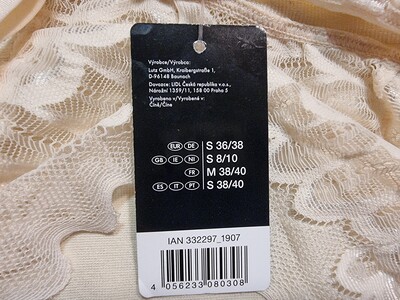 Výrobce/Výrobca:
Lutz GmbH, Kraibergstraße 1,
D-96148 Baunach
Dovozce: LIDL Česká republika v.o.s.,
Nárožní 1359/11, 158 00 Praha 5
Vyrobeno v/Vyrobené v:
Číně/Číne
EUR DE S 36/38
GB IE NI S 8/10
FR M 38/40
ES IT PT S 38/40
IAN 332297_1907
4 056233 080308